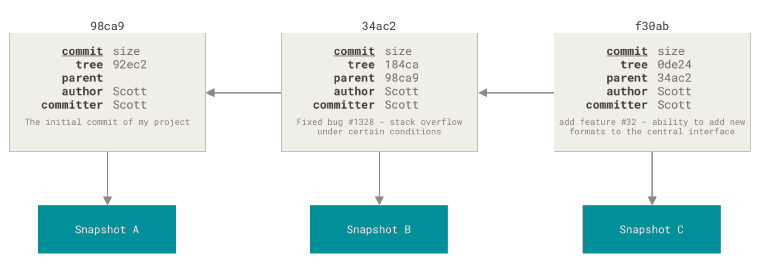 98ca9
commit size
tree 92ec2
parent
author Scott
committer Scott
The initial commit of my project
Snapshot A
34ac2
commit size
tree 184ca
parent 98ca9
author Scott
committer Scott
Fixed bug #1328 - stack overflow
under certain conditions
Snapshot B
f30ab
commit size
tree 0de24
parent 34ac2
author Scott
committer Scott
add feature #32 - ability to add new
formats to the central interface
Snapshot C